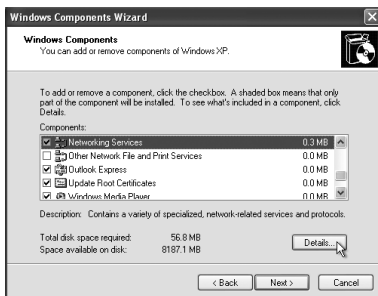 Windows Components Wizard
Windows Components
You can add or remove components of Windows XP.
To add or remove a component, click the checkbox. A shaded box means that only
part of the component will be installed. To see what's included in a component, click
Details.
Components:
Networking Services 0.3 MB
Other Network File and Print Services 0.0 MB
Outlook Express 0.0 MB
Update Root Certificates 0.0 MB
Windows Media Player 0.0 MB
Description: Contains a variety of specialized, network-related services and protocols.
Total disk space required: 56.8 MB
Space available on disk: 8187.1 MB
Details...
< Back Next > Cancel